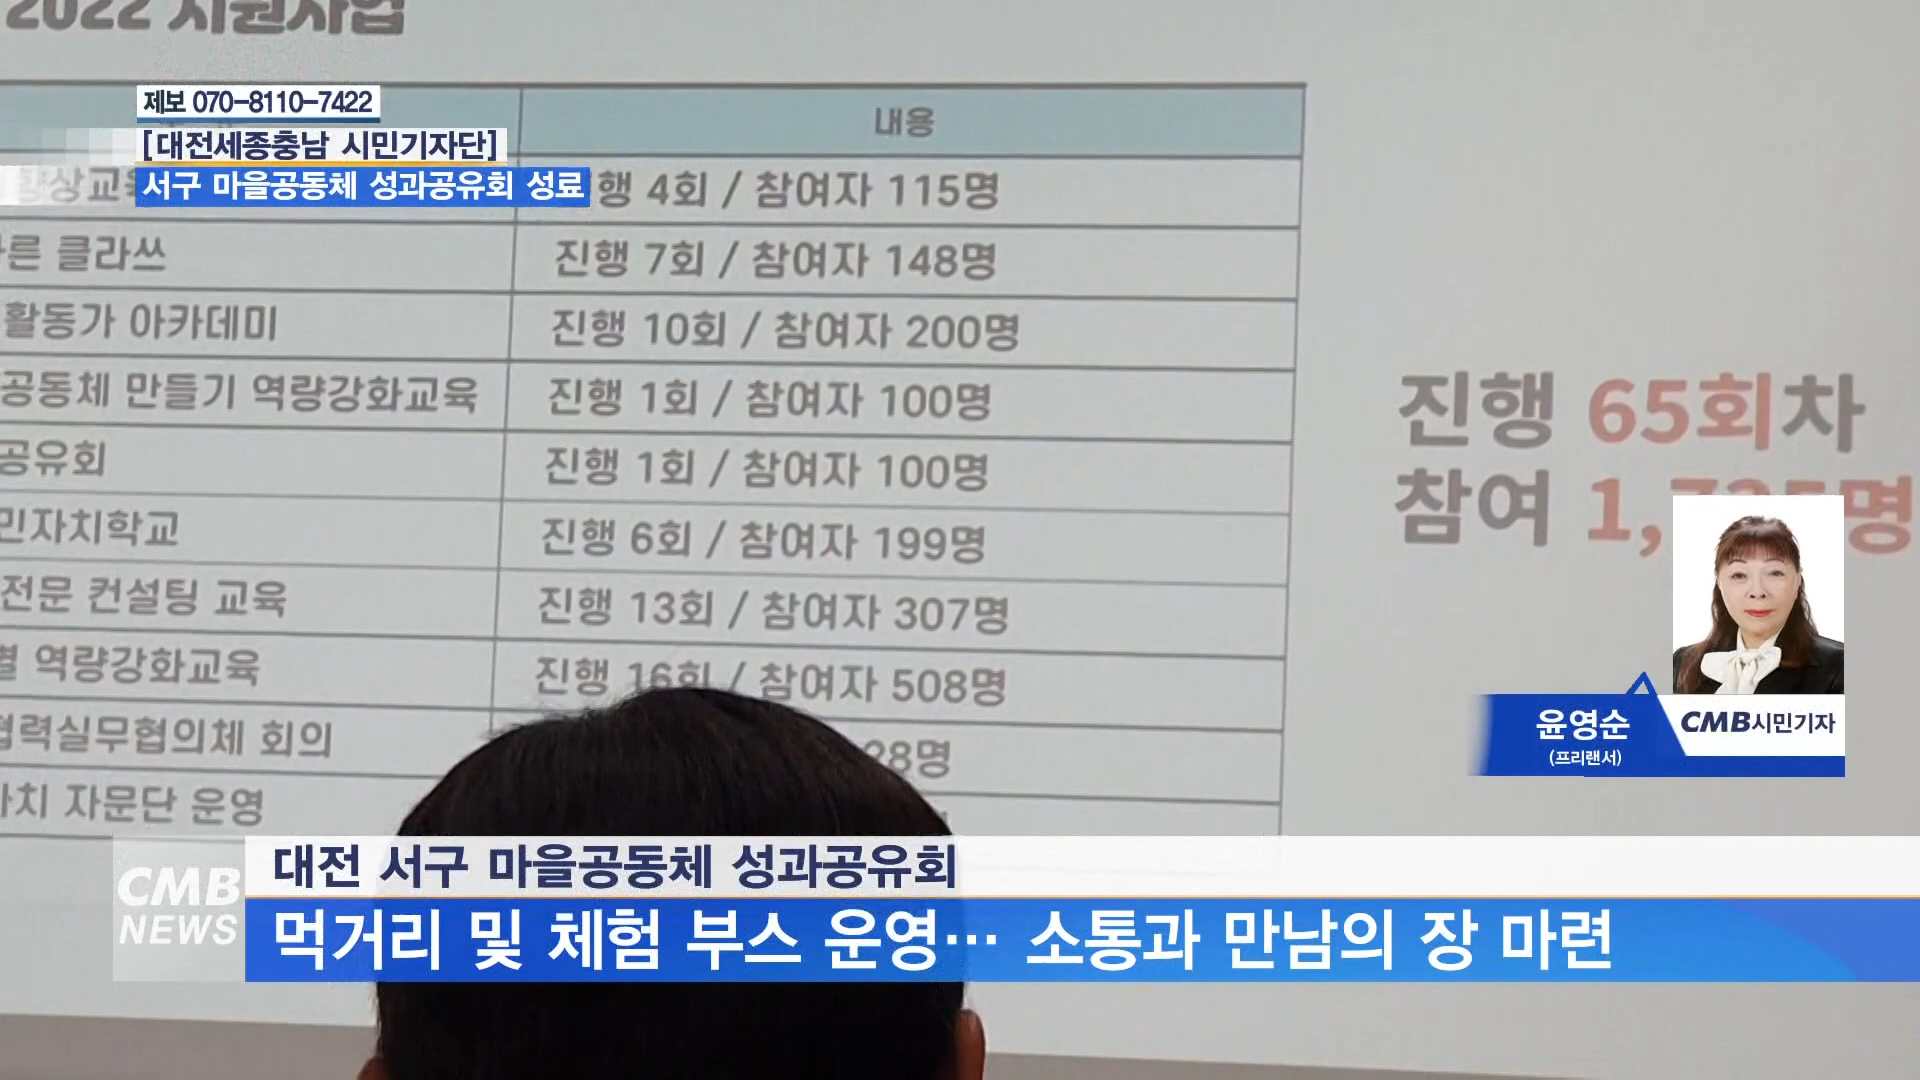 2022 지원사업
제보 070-8110-7422
[대전세종충남 시민기자단]
서구 마을공동체 성과공유회 성료
내용
행 4회 / 참여자 115명
클라쓰
진행 7회 / 참여자 148명
활동가 아카데미
진행 10회 / 참여자 200명
공동체 만들기 역량강화교육
진행 1회 / 참여자 100명
공유회
진행 1회 / 참여자 100명
민자치학교
진행 6회 / 참여자 199명
전문 컨설팅 교육
진행 13회 / 참여자 307명
별 역량강화교육
진행 16회 / 참여자 508명
협력실무협의체 회의
28명
자치 자문단 운영
진행 65회차
참여 1,
명
윤영순
(프리랜서)
CMB시민기자
CMB
NEWS
대전 서구 마을공동체 성과공유회
먹거리 및 체험 부스 운영… 소통과 만남의 장 마련